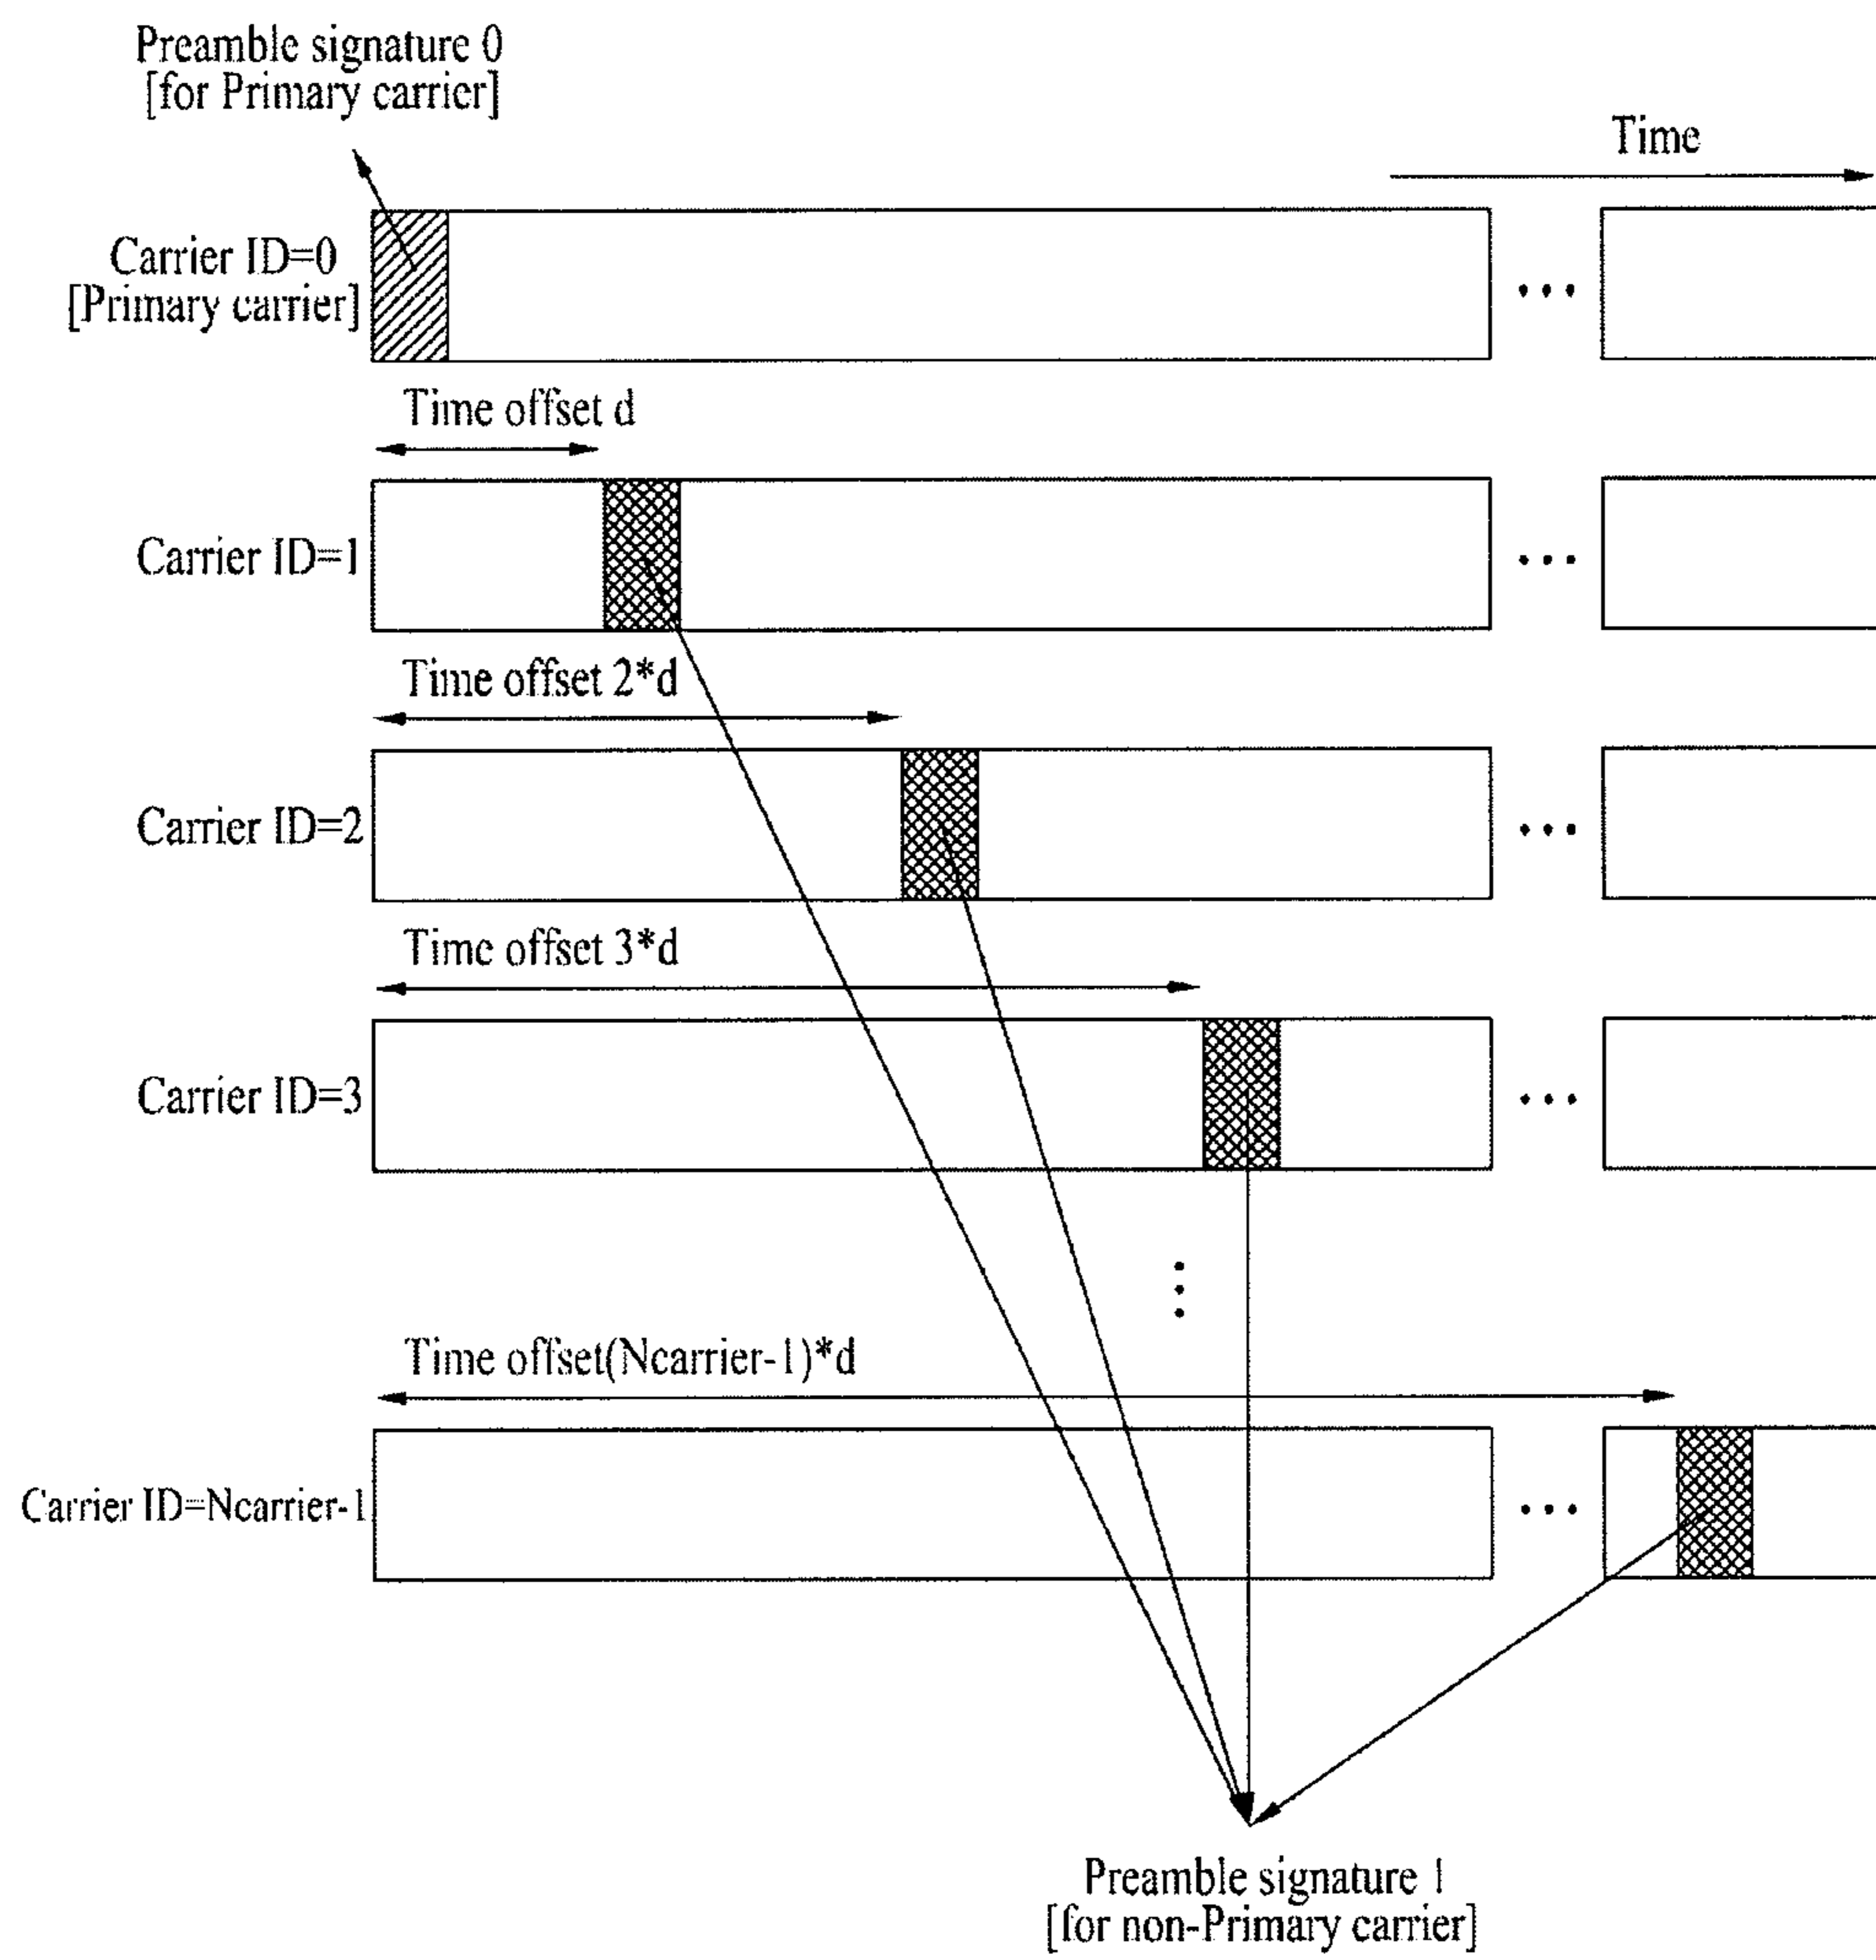 Preamble signature 0
[for Primary carrier]
Time
Carrier ID=0
[Primary carrier]
Time offset d
Carrier ID=1
Time offset 2*d
Carrier ID=2
Time offset 3*d
Carrier ID=3
Time offset(Ncarrier-1)*d
Carrier ID=Ncarrier-1
Preamble signature 1
[for non-Primary carrier]